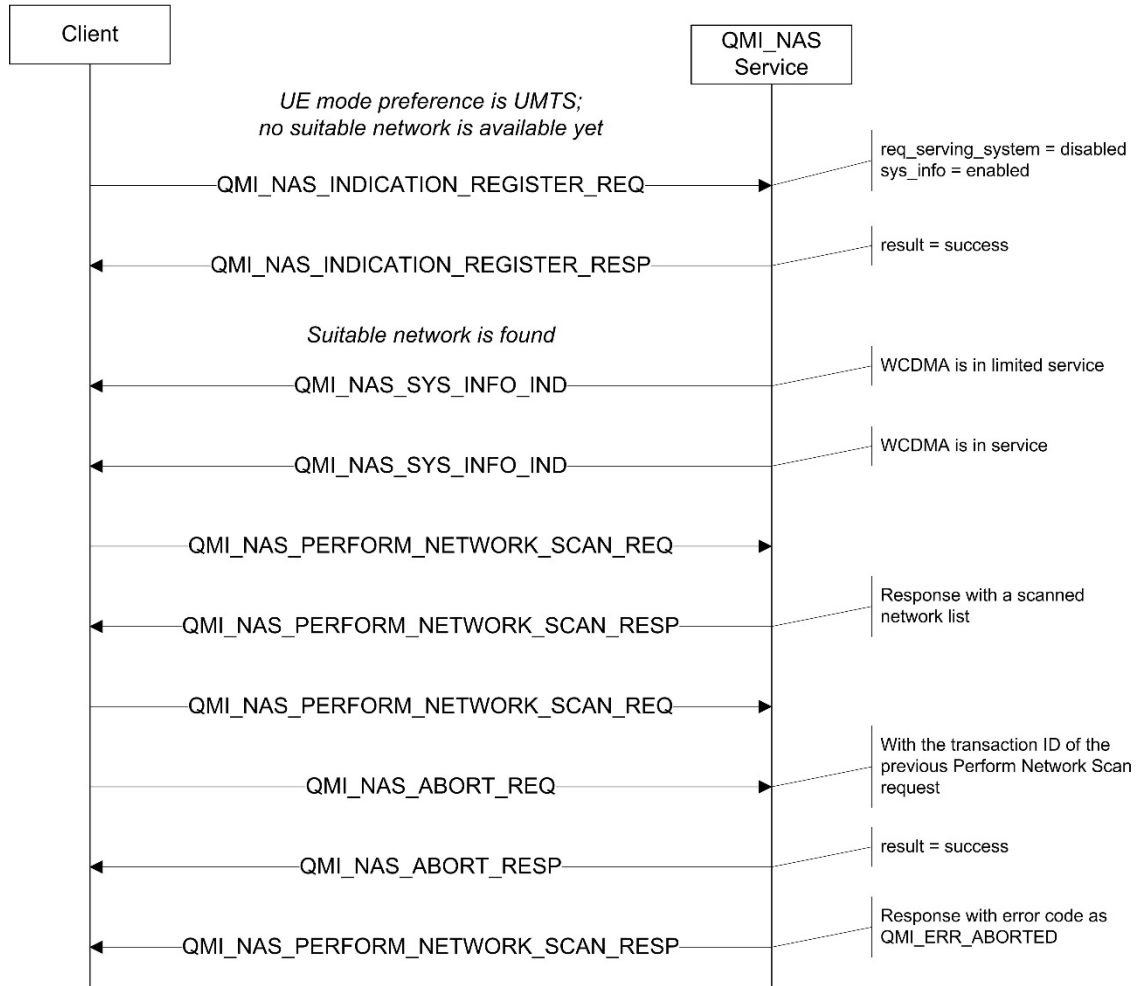 Client
QMI_NAS
Service
UE mode preference is UMTS;
no suitable network is available yet
req_serving_system = disabled
sys_info = enabled
QMI_NAS_INDICATION_REGISTER_REQ
result = success
QMI_NAS_INDICATION_REGISTER_RESP
Suitable network is found
WCDMA is in limited service
QMI_NAS_SYS_INFO_IND
WCDMA is in service
QMI_NAS_SYS_INFO_IND
QMI_NAS_PERFORM_NETWORK_SCAN_REQ
Response with a scanned
network list
QMI_NAS_PERFORM_NETWORK_SCAN_RESP
QMI_NAS_PERFORM_NETWORK_SCAN_REQ
With the transaction ID of the
previous Perform Network Scan
request
QMI_NAS_ABORT_REQ
result = success
QMI_NAS_ABORT_RESP
Response with error code as
QMI_ERR_ABORTED
QMI_NAS_PERFORM_NETWORK_SCAN_RESP